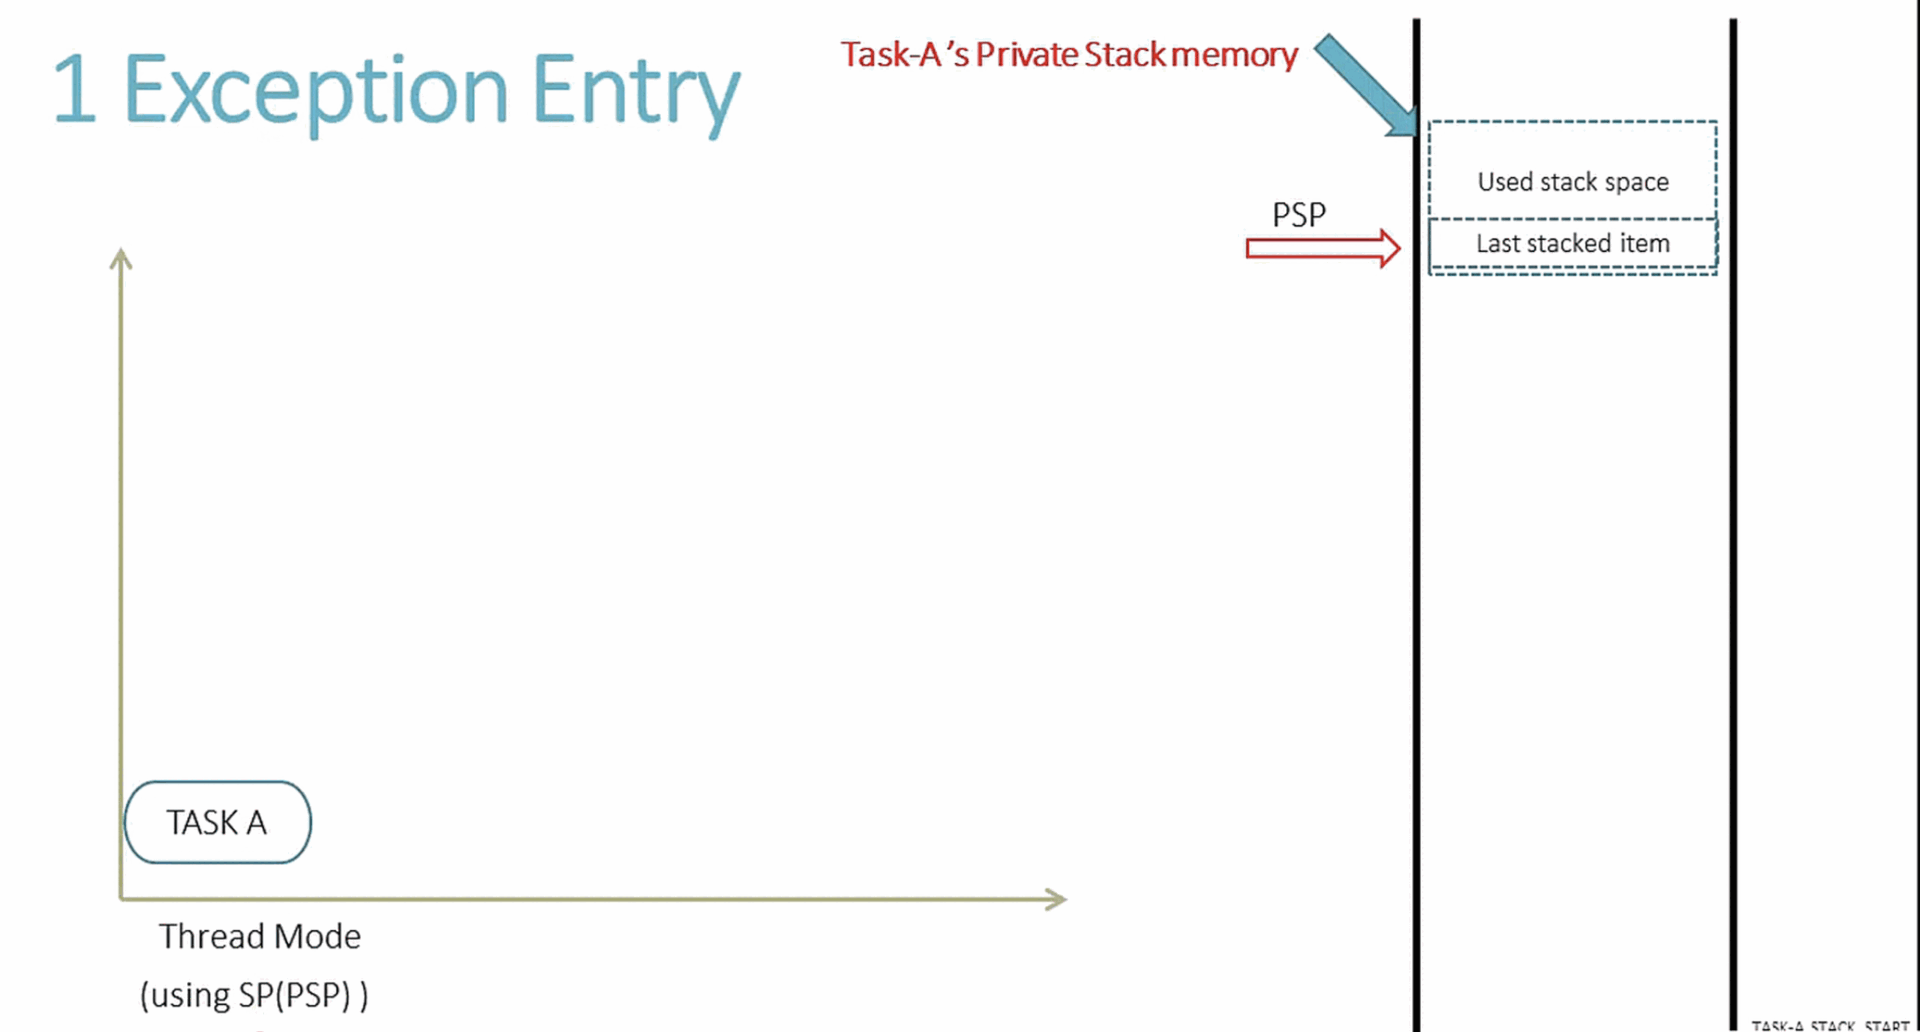 1 Exception Entry
Task-A 's Private Stack memory
Used stack space
PSP
Last stacked item
TASK A
Thread Mode
(using SP(PSP) )
TASK-A_STACK_START